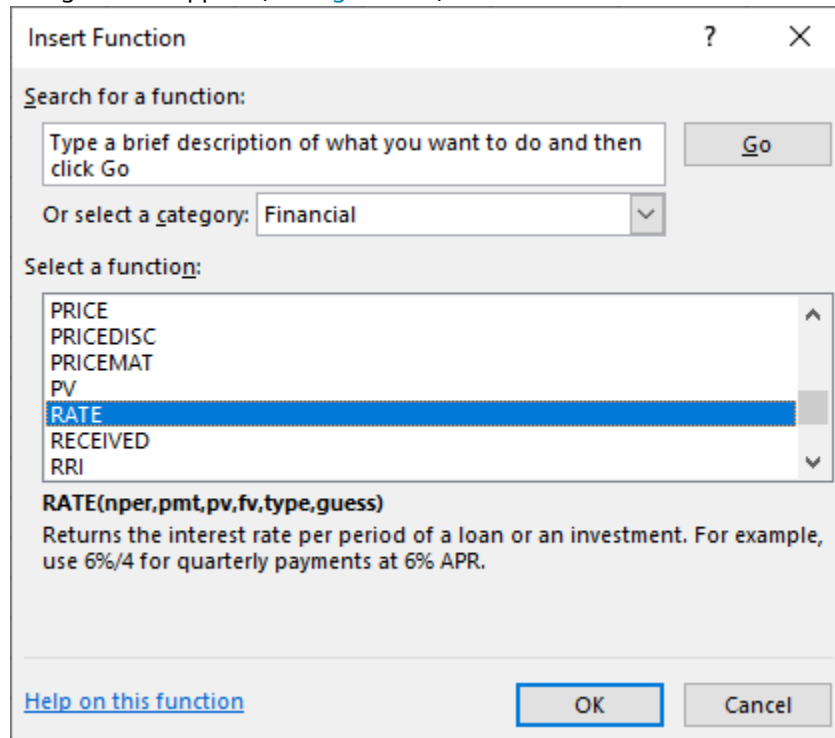 Insert Function
?
Search for a function:
Type a brief description of what you want to do and then
click Go
Go
Or select a category: Financial
Select a function:
PRICE
PRICEDISC
PRICEMAT
PV
RATE
RECEIVED
RRI
RATE(nper,pmt,pv,fv,type,guess)
Returns the interest rate per period of a loan or an investment. For example,
use 6%/4 for quarterly payments at 6% APR.
Help on this function
OK
Cancel